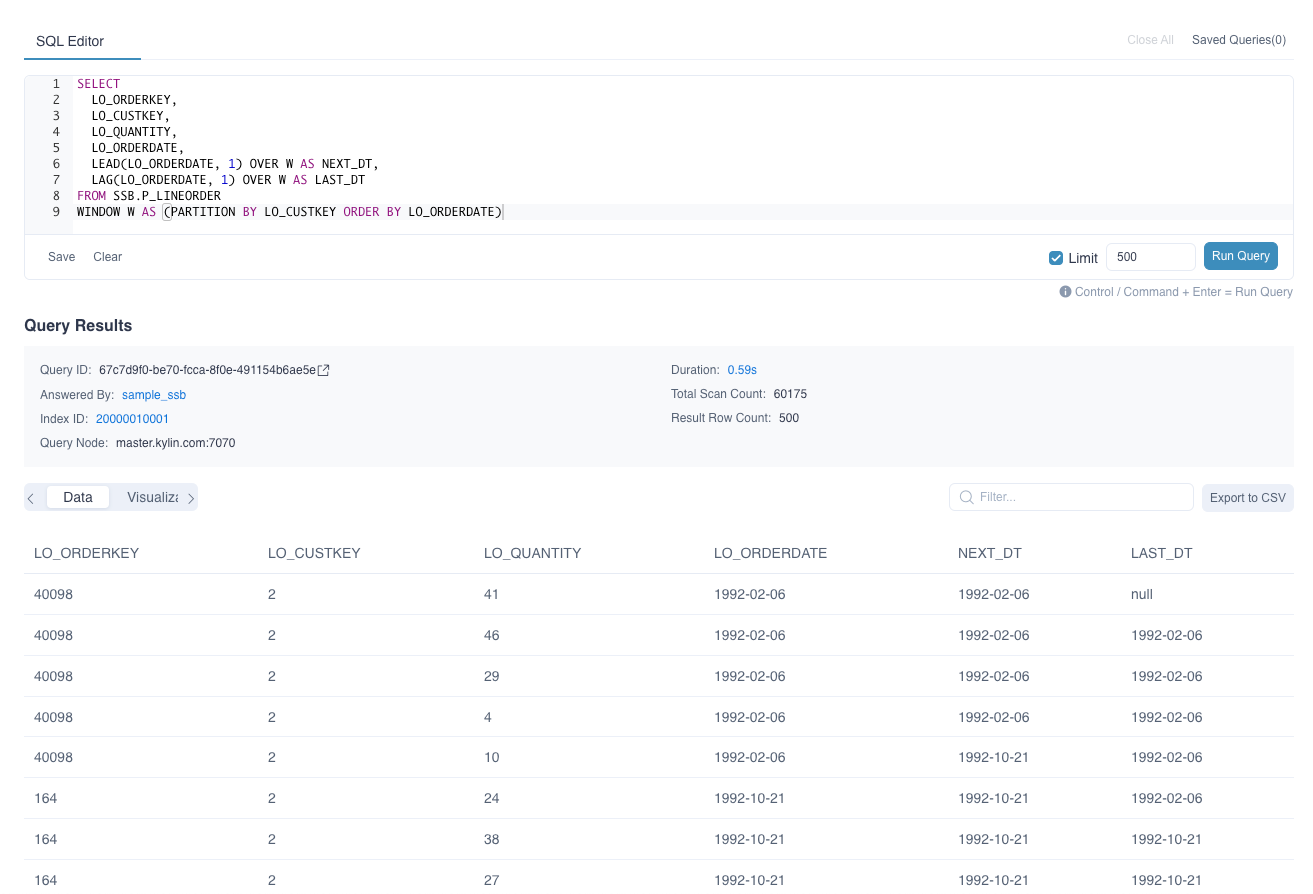 SQL Editor
Close All Saved Queries(0)
1 SELECT
2 LO_ORDERKEY,
3 LO_CUSTKEY,
4 LO_QUANTITY,
5 LO_ORDERDATE,
6 LEAD(LO_ORDERDATE, 1) OVER W AS NEXT_DT,
7 LAG(LO_ORDERDATE, 1) OVER W AS LAST_DT
8 FROM SSB.P_LINEORDER
9 WINDOW W AS (PARTITION BY LO_CUSTKEY ORDER BY LO_ORDERDATE)
Save Clear Limit 500 Run Query
Control / Command + Enter = Run Query
Query Results
Query ID: 67c7d9f0-be70-fcca-8f0e-491154b6ae5e
Answered By: sample_ssb
Index ID: 20000010001
Query Node: master.kylin.com:7070
Duration: 0.59s
Total Scan Count: 60175
Result Row Count: 500
Data Visualiza Filter... Export to CSV
LO_ORDERKEY LO_CUSTKEY LO_QUANTITY LO_ORDERDATE NEXT_DT LAST_DT
40098 2 41 1992-02-06 1992-02-06 null
40098 2 46 1992-02-06 1992-02-06 1992-02-06
40098 2 29 1992-02-06 1992-02-06 1992-02-06
40098 2 4 1992-02-06 1992-02-06 1992-02-06
40098 2 10 1992-02-06 1992-10-21 1992-02-06
164 2 24 1992-10-21 1992-10-21 1992-02-06
164 2 38 1992-10-21 1992-10-21 1992-10-21
164 2 27 1992-10-21 1992-10-21 1992-10-21